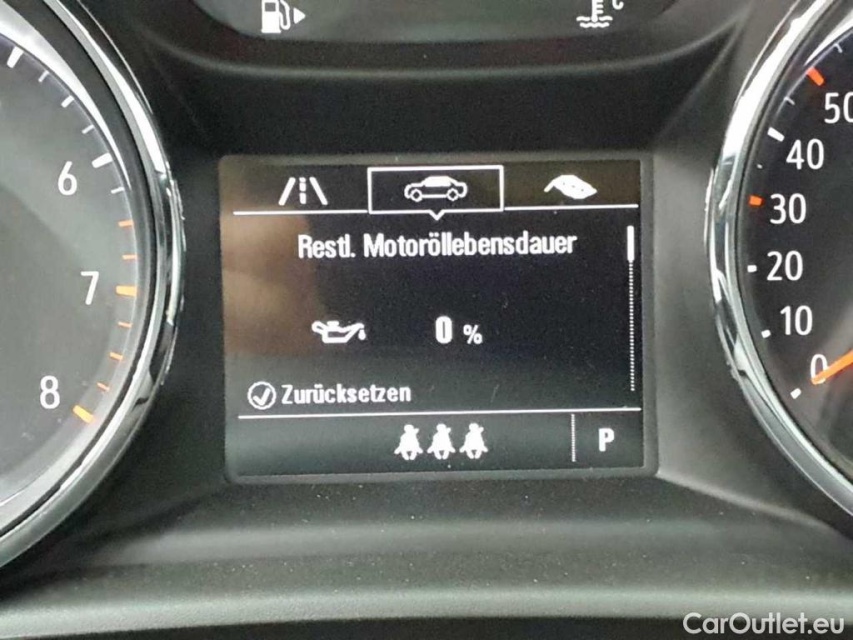 C
6
7
8
Restl. Motoröllebensdauer
0 %
Zurücksetzen
P
50
40
30
20
10
0
CarOutlet.eu